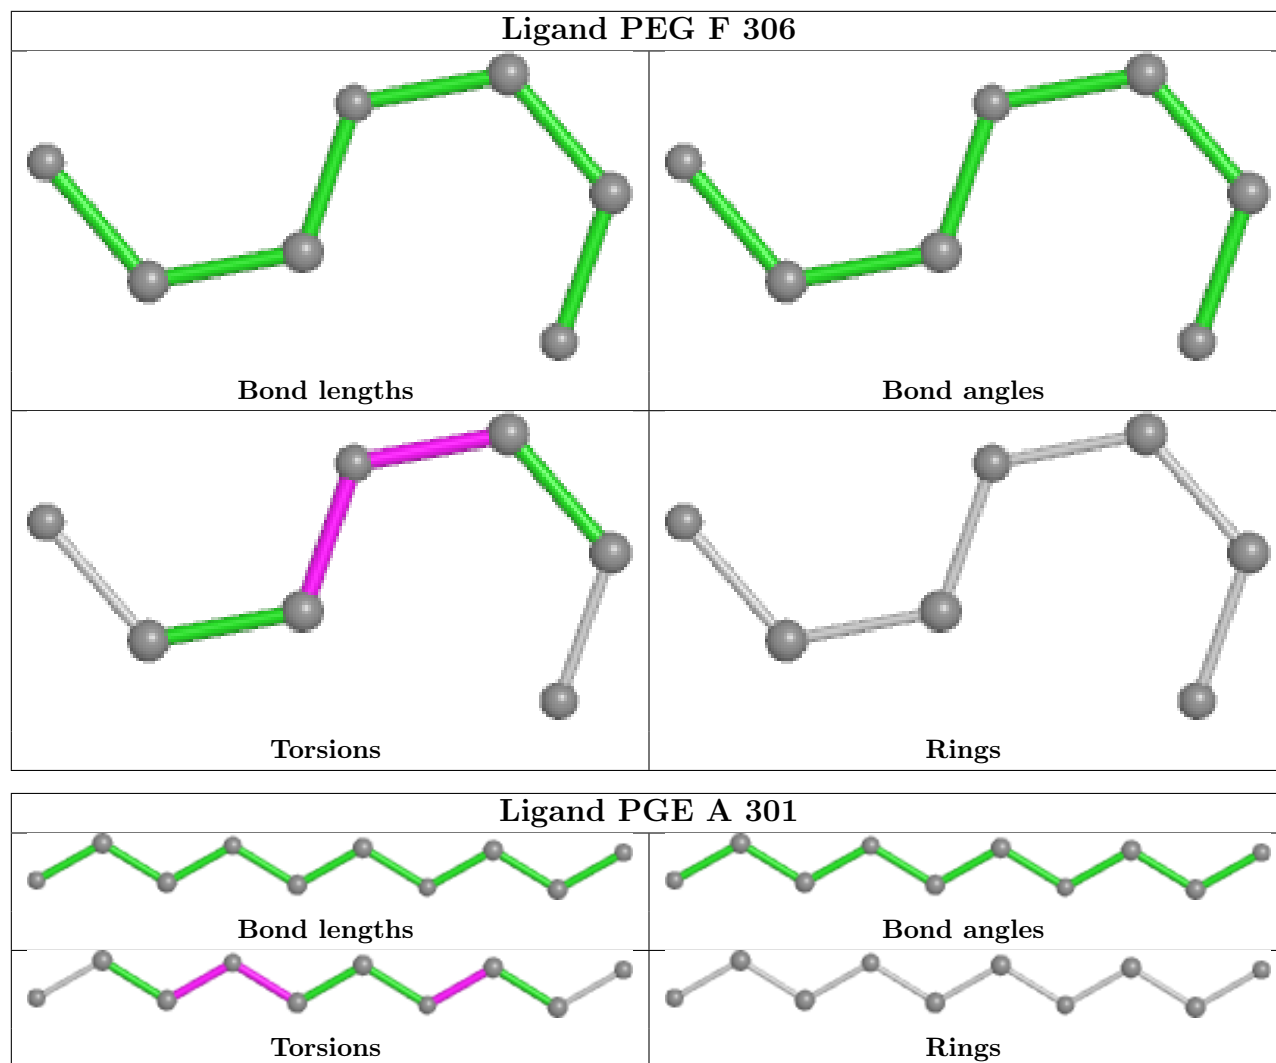 Ligand PEG F 306
Bond lengths
Bond angles
Torsions
Rings
Ligand PGE A 301
Bond lengths
Bond angles
Torsions
Rings